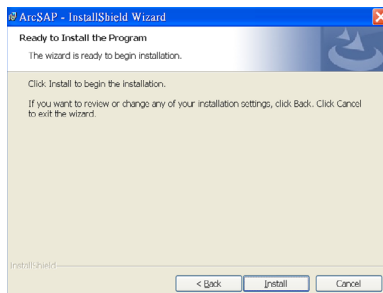 ArcSAP - InstallShield Wizard
Ready to Install the Program
The wizard is ready to begin installation.
Click Install to begin the installation.
If you want to review or change any of your installation settings, click Back. Click Cancel
to exit the wizard.
InstallShield
< Back Install Cancel